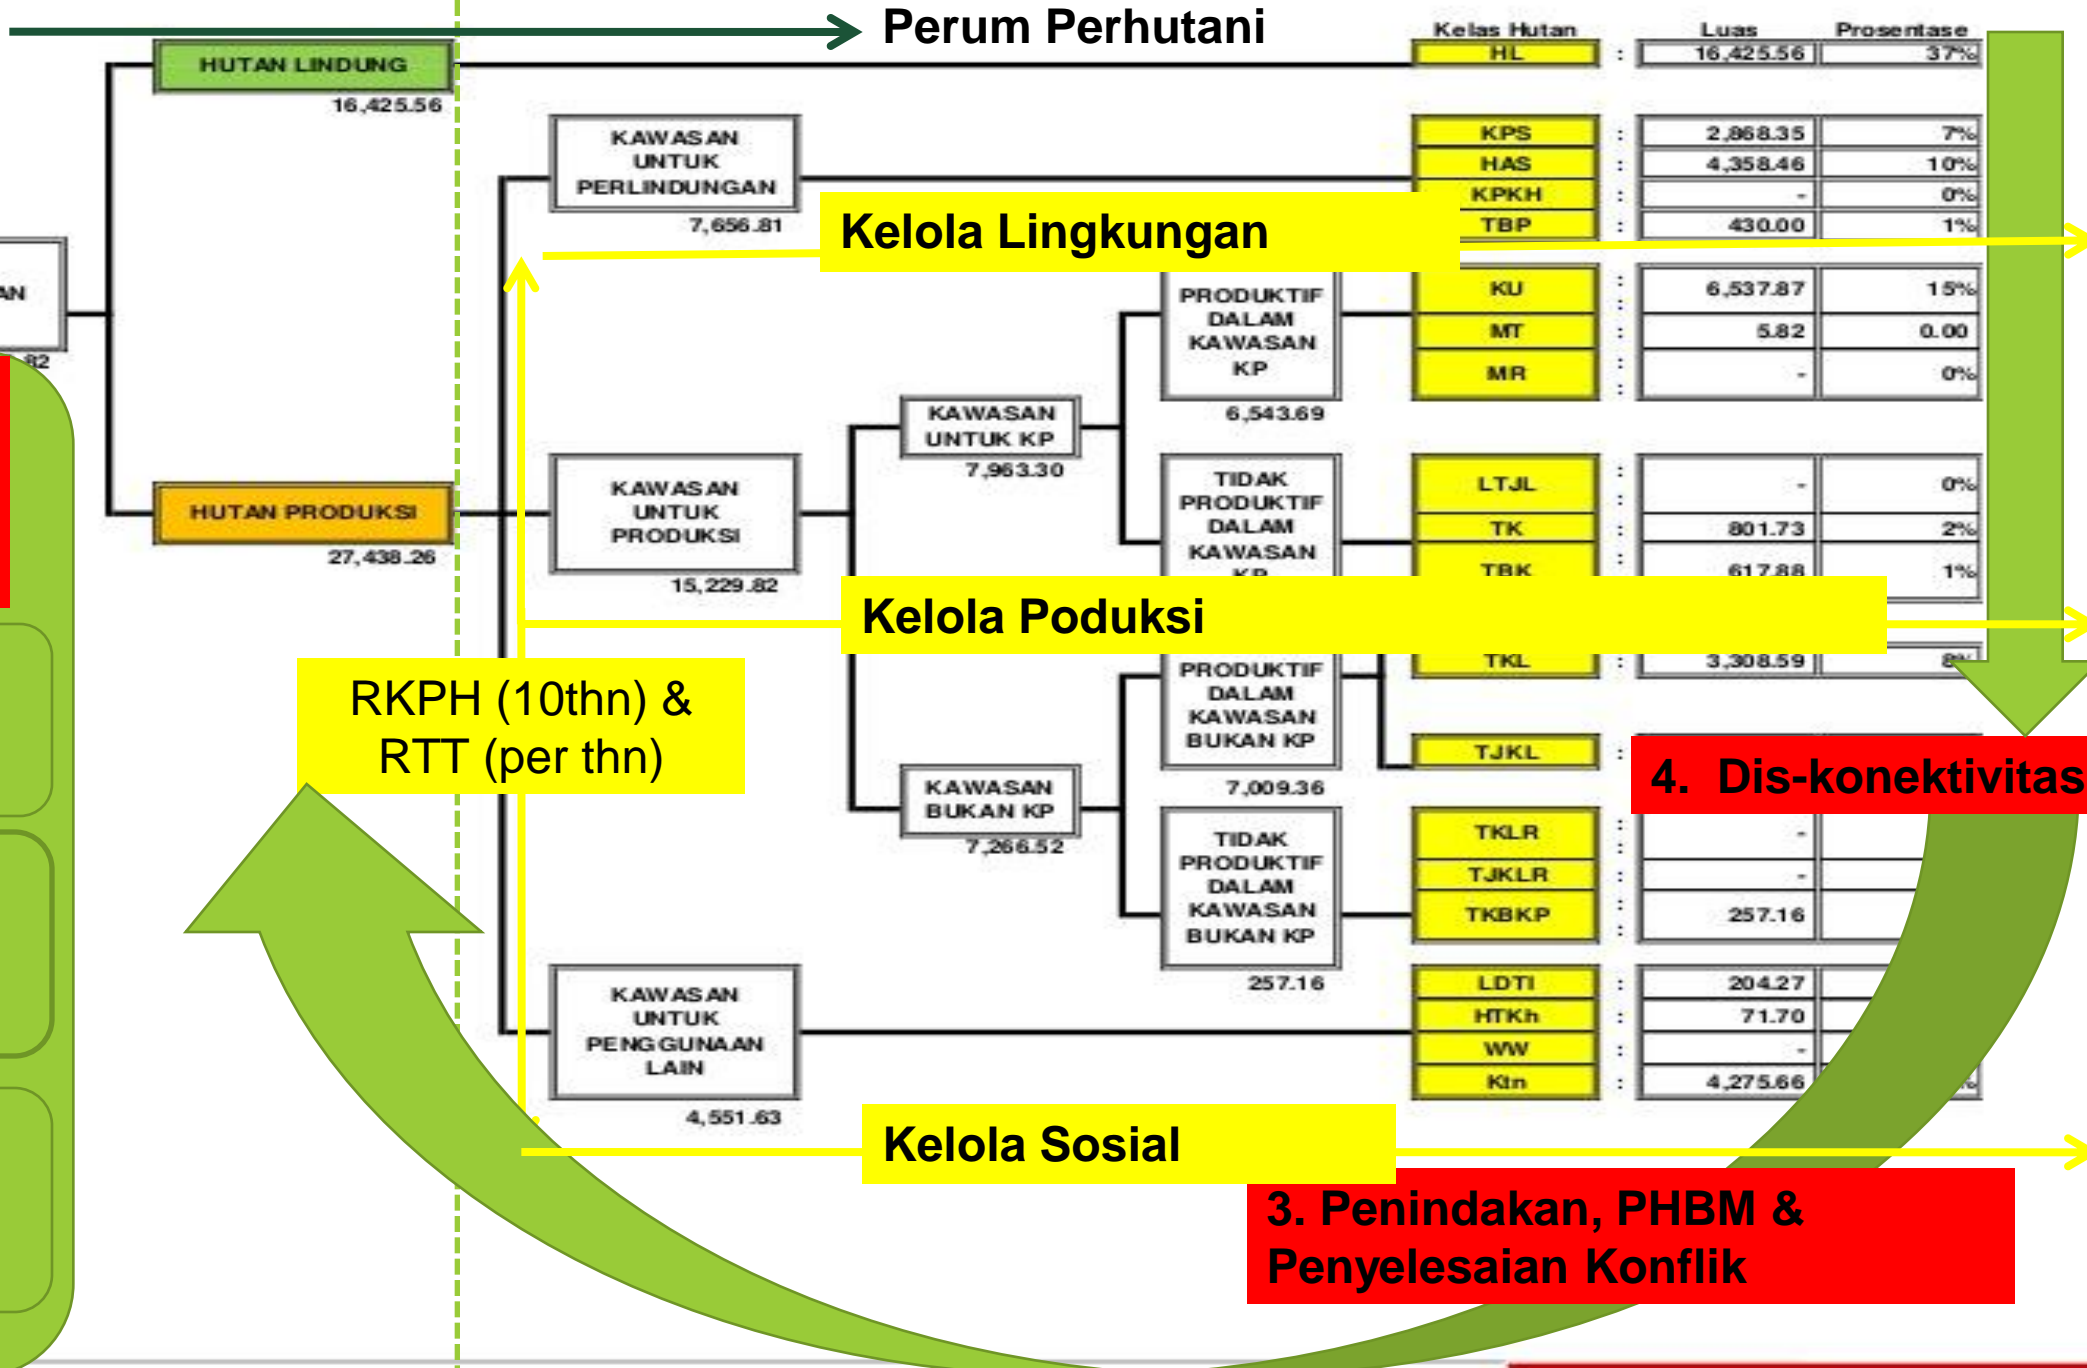 Perum Perhutani
Kelas Hutan Luas Prosentase
HUTAN LINDUNG
16,425.56
HL : 16,425.56 37%
KAWASAN
UNTUK
PERLINDUNGAN
7,656.81
KPS : 2,868.35 7%
HAS : 4,358.46 10%
KPKH : - 0%
TBP : 430.00 1%
Kelola Lingkungan
AN
82
PRODUKTIF
DALAM
KAWASAN
KP
6,543.69
KU : 6,537.87 15%
MT : 5.82 0.00
MR : - 0%
KAWASAN
UNTUK KP
7,963.30
HUTAN PRODUKSI
27,438.26
KAWASAN
UNTUK
PRODUKSI
15,229.82
TIDAK
PRODUKTIF
DALAM
KAWASAN
KP
LTJL : - 0%
TK : 801.73 2%
TBK : 617.88 1%
Kelola Poduksi
RKPH (10thn) &
RTT (per thn)
PRODUKTIF
DALAM
KAWASAN
BUKAN KP
7,009.36
TKL : 3,308.59 8%
TJKL :
4. Dis-konektivitas
KAWASAN
BUKAN KP
7,266.52
TIDAK
PRODUKTIF
DALAM
KAWASAN
BUKAN KP
257.16
TKLR : -
TJKLR : -
TKBKP : 257.16
KAWASAN
UNTUK
PENGGUNAAN
LAIN
4,551.63
LDTI : 204.27
HTKh : 71.70
WW : -
Ktn : 4,275.66 %
Kelola Sosial
3. Penindakan, PHBM &
Penyelesaian Konflik